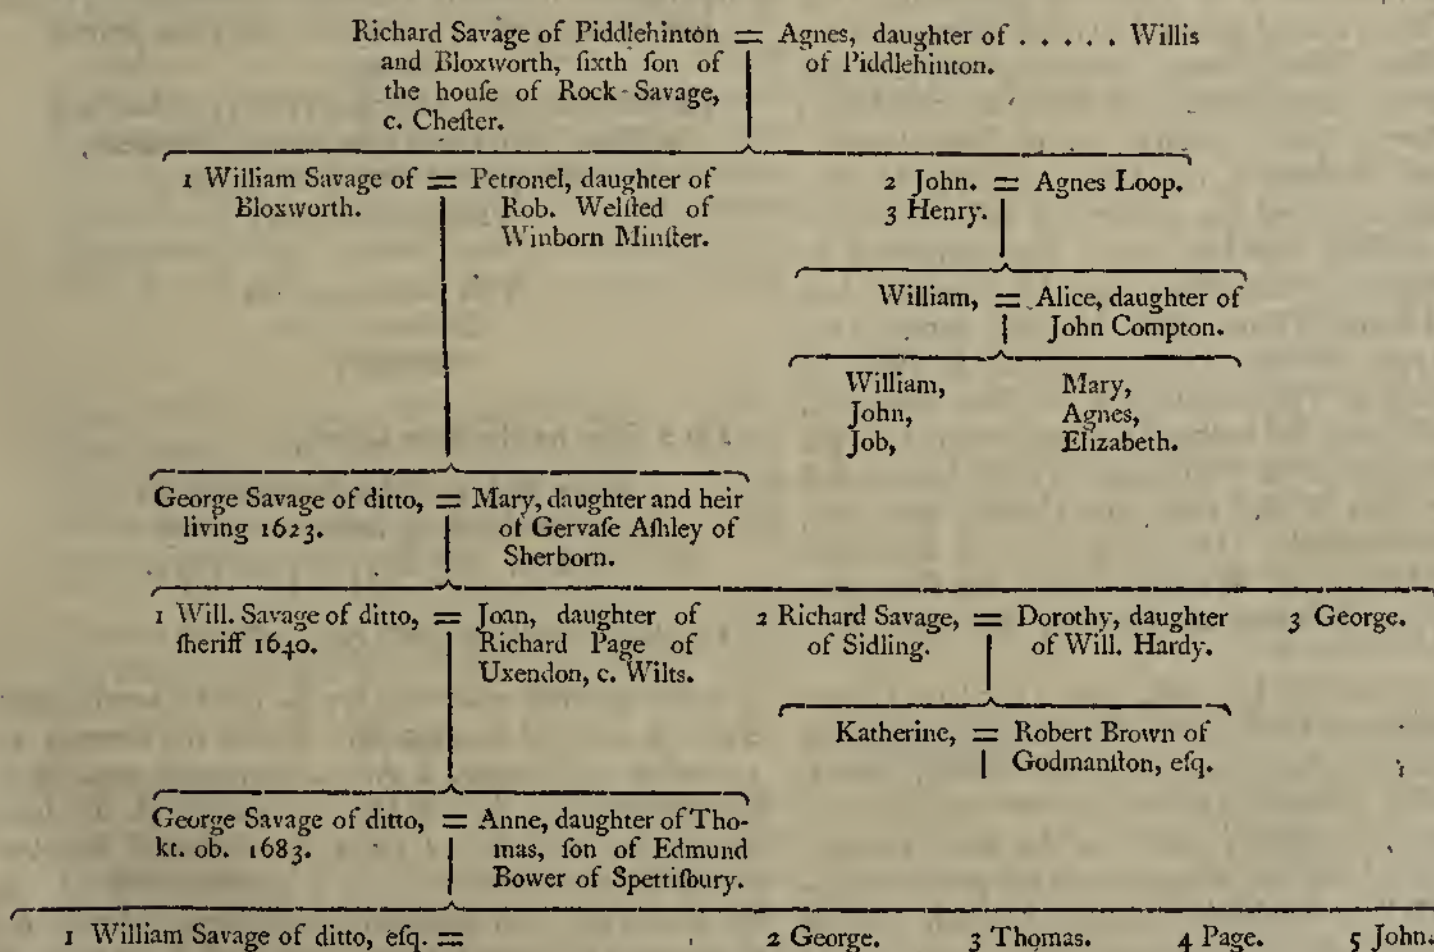 Richard Savage of Piddlehinton = Agnes, daughter of . . . . . Willis
and Bloxworth, ſixth ſon of
of Piddlehinton.
the houſe of Rock-Savage,
c. Cheſter.
1 William Savage of = Petronel, daughter of
Bloxworth.
Rob. Welſted of
Winborn Minſter.
2 John. = Agnes Loop.
3 Henry.
William, = Alice, daughter of
John Compton.
William,
John,
Job,
Mary,
Agnes,
Elizabeth.
George Savage of ditto, = Mary, daughter and heir
living 1623.
of Gervaſe Aſhley of
Sherborn.
1 Will. Savage of ditto, = Joan, daughter of
ſheriff 1640.
Richard Page of
Uxendon, c. Wilts.
2 Richard Savage, = Dorothy, daughter
of Sidling.
of Will. Hardy.
3 George.
Katherine, = Robert Brown of
Godmanſton, eſq.
George Savage of ditto, = Anne, daughter of Tho-
kt. ob. 1683.
mas, ſon of Edmund
Bower of Spettiſbury.
1 William Savage of ditto, eſq. =
2 George.
3 Thomas.
4 Page.
5 John.